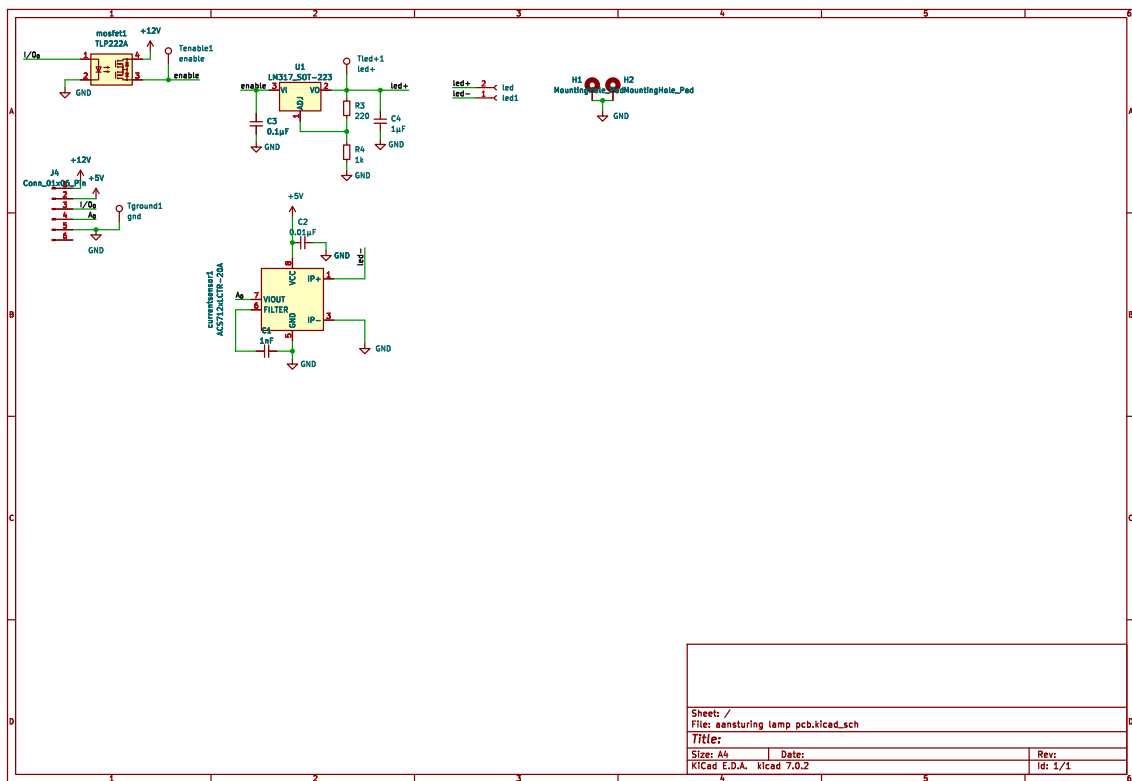 1 2 3 4 5 6
mosfet1
TLP222A
+12V
I/O₀
1
2
4
3
GND
Tenable1
enable
enable
U1
LM317_SOT-223
enable
3
VI
VO
2
ADJ
1
led+
Tled+1
led+
C3
0.1µF
GND
R3
220
R4
1k
GND
C4
1µF
GND
led+
2
led
led-
1
led1
H1
MountingHole_Pad
H2
MountingHole_Pad
GND
A
A
+12V
J4
Conn_01x06_Pin
+5V
1
2
3
I/O₀
4
A₀
5
6
GND
Tground1
gnd
+5V
C2
0.01µF
GND
led-
currentsensor1
ACS712xLCTR-20A
8
VCC
IP+
1
A₀
7
VIOUT
6
FILTER
GND
5
IP-
3
C1
1nF
GND
GND
B
B
C
C
D
D
Sheet: /
File: aansturing lamp pcb.kicad_sch
Title:
Size: A4
Date:
Rev:
KiCad E.D.A. kicad 7.0.2
Id: 1/1
1 2 3 4 5 6